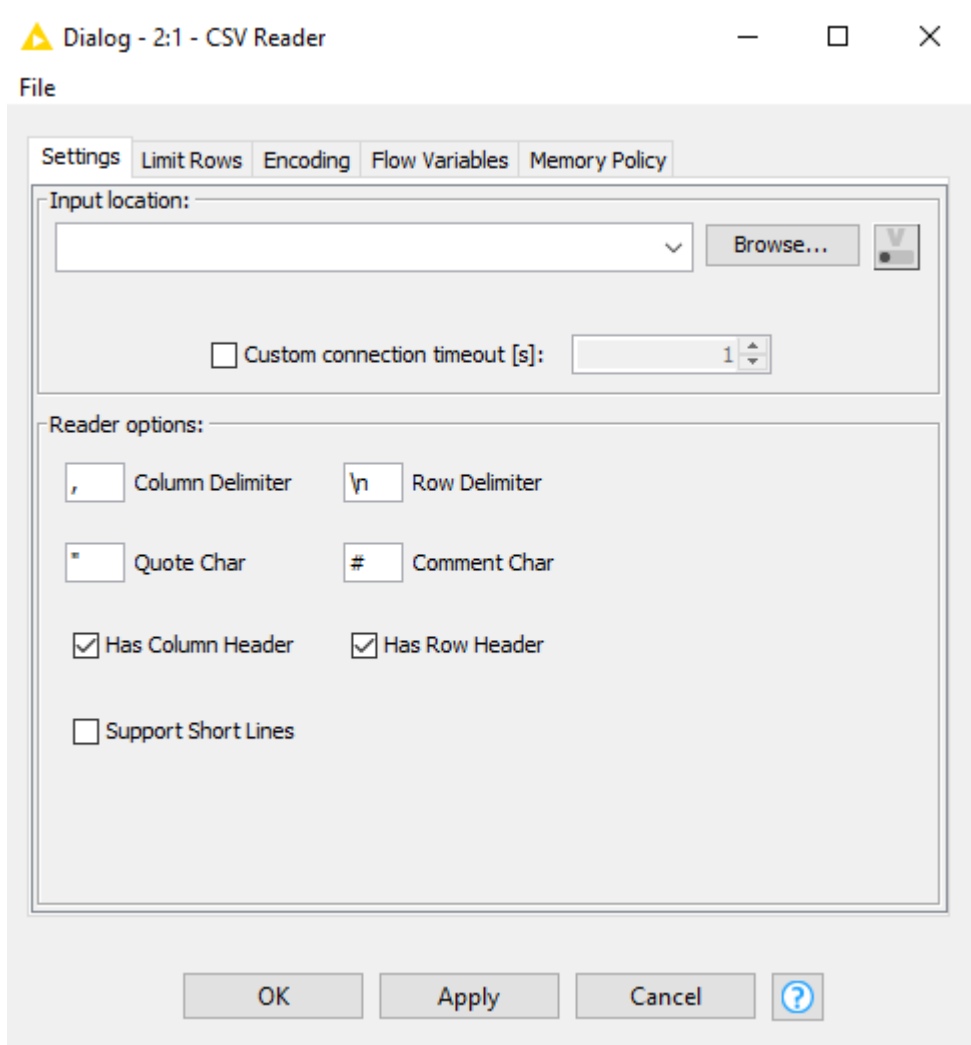 Dialog - 2:1 - CSV Reader
File
Settings Limit Rows Encoding Flow Variables Memory Policy
Input location:
Browse... V
Custom connection timeout [s]: 1
Reader options:
, Column Delimiter \n Row Delimiter
" Quote Char # Comment Char
Has Column Header Has Row Header
Support Short Lines
OK Apply Cancel ?